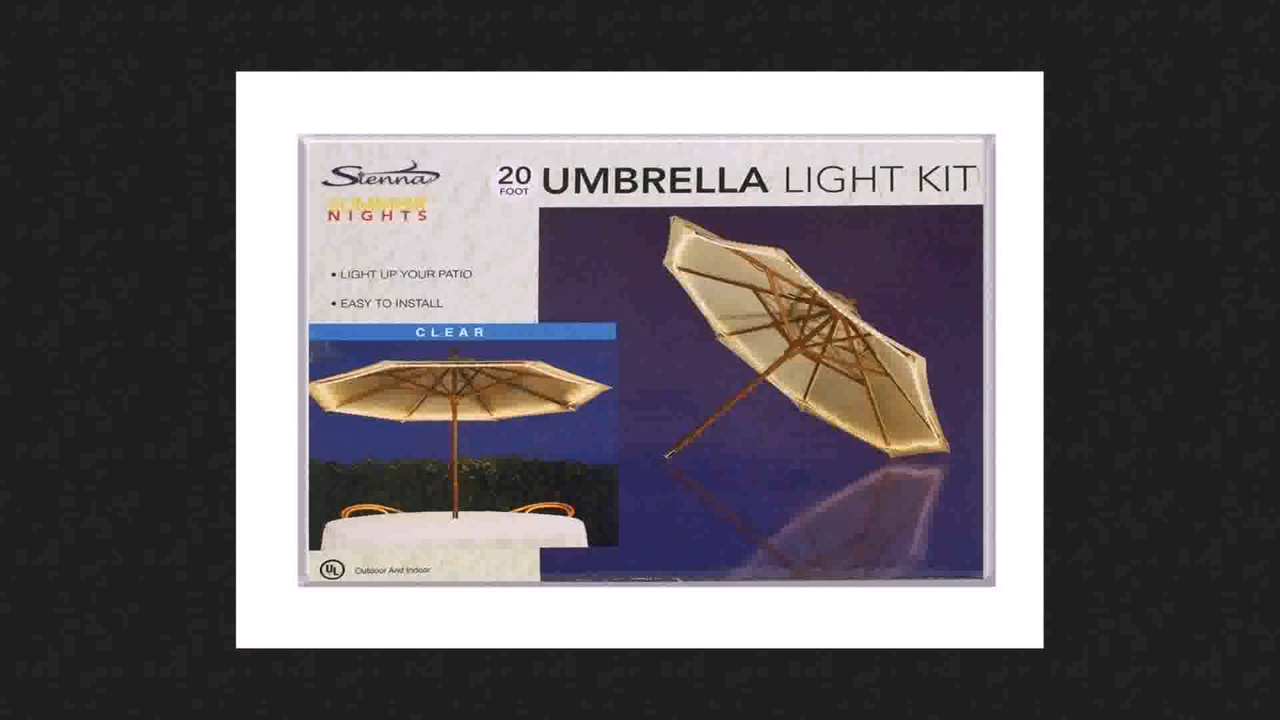 Sienna
20 FOOT UMBRELLA LIGHT KIT
SUMMER
NIGHTS
• LIGHT UP YOUR PATIO
• EASY TO INSTALL
CLEAR
UL
Outdoor And Indoor